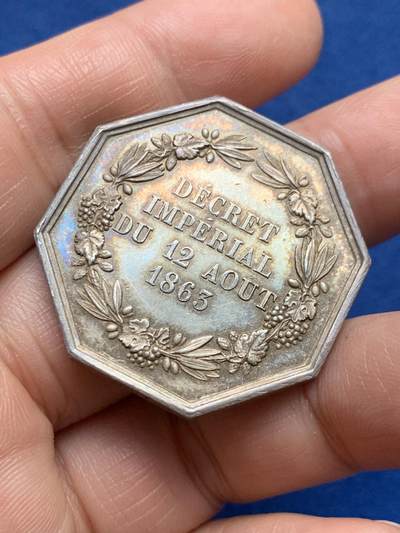 DÉCRET
IMPÉRIAL
DU 12 AOUT
1863